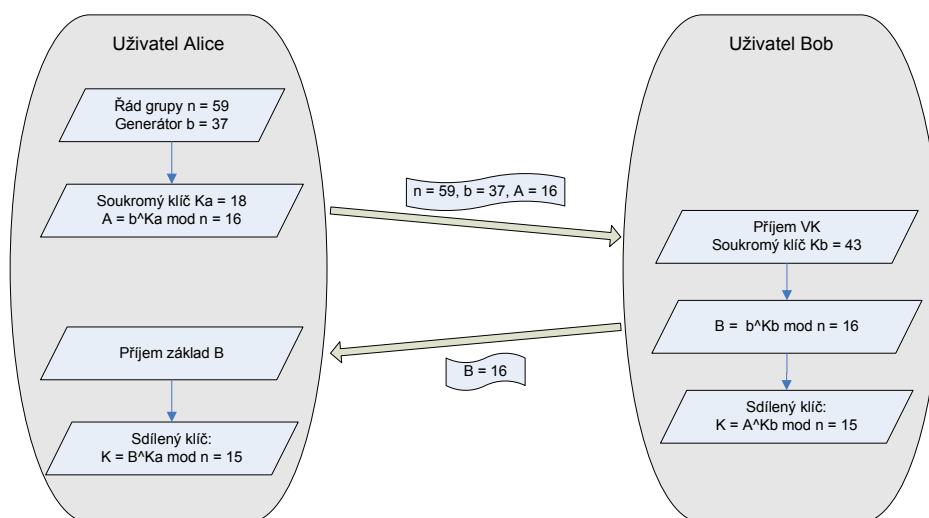 Uživatel Alice
Řád grupy n = 59
Generátor b = 37
Soukromý klíč Ka = 18
A = b^Ka mod n = 16
n = 59, b = 37, A = 16
Uživatel Bob
Příjem VK
Soukromý klíč Kb = 43
B = b^Kb mod n = 16
B = 16
Příjem základ B
Sdílený klíč:
K = B^Ka mod n = 15
Sdílený klíč:
K = A^Kb mod n = 15